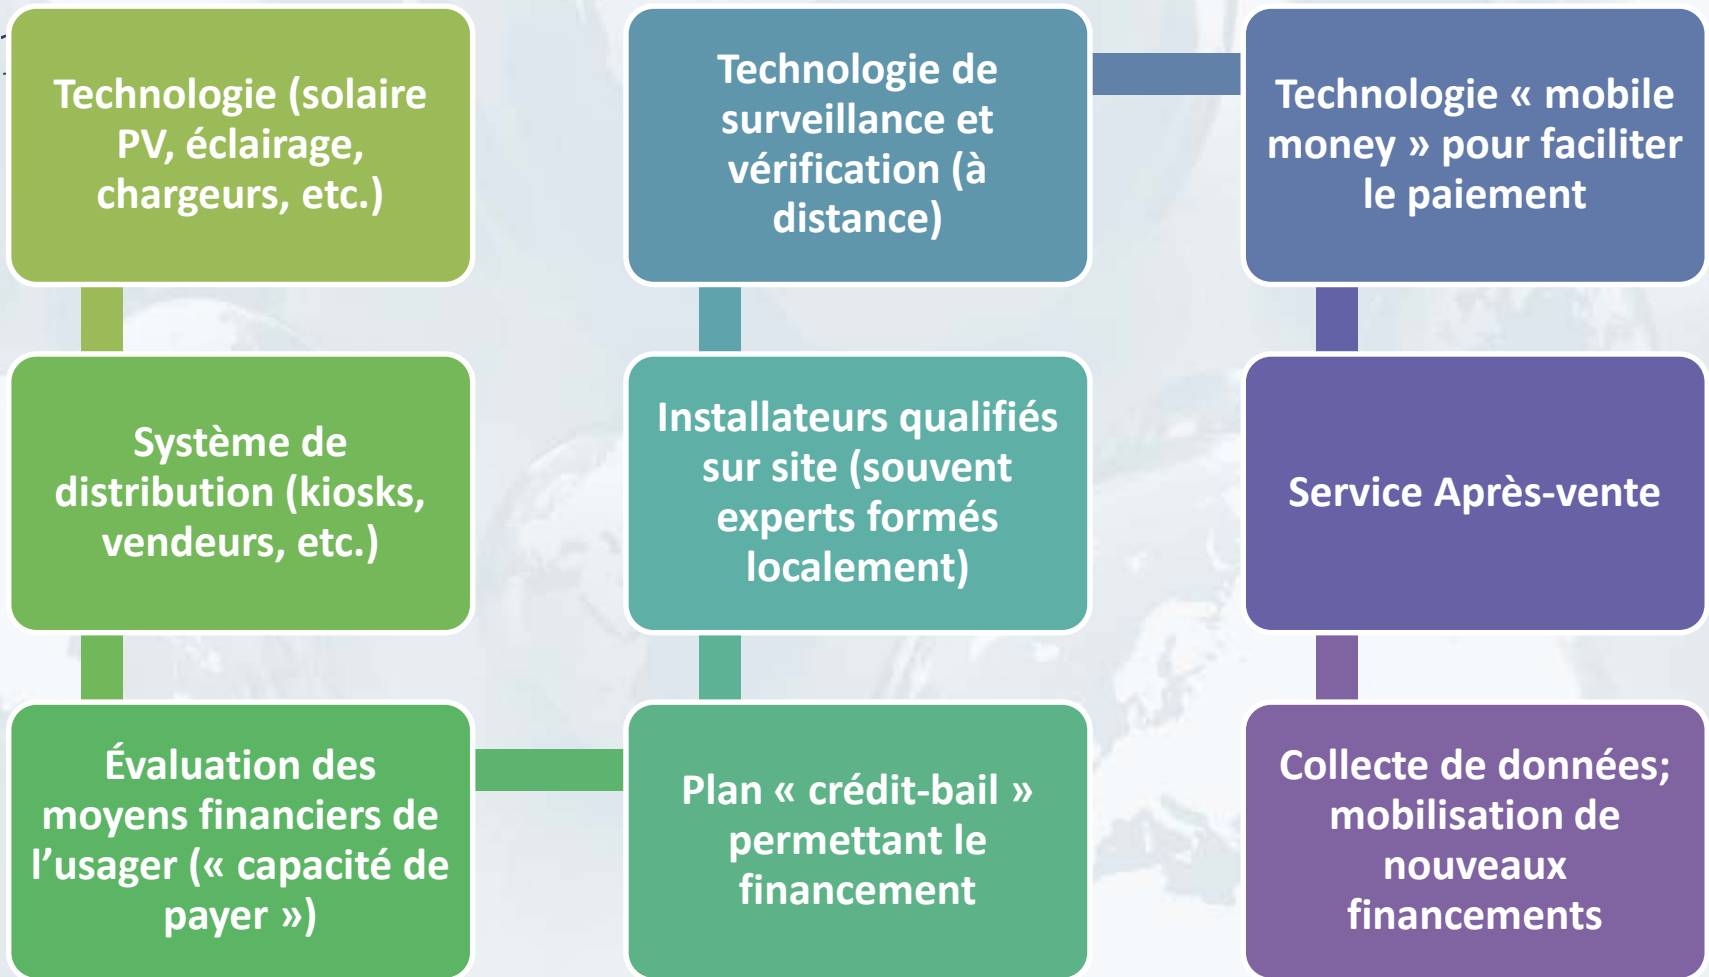 Technologie (solaire
PV, éclairage,
chargeurs, etc.)
Système de
distribution (kiosks,
vendeurs, etc.)
Évaluation des
moyens financiers de
l’usager (« capacité de
payer »)
Plan « crédit-bail »
permettant le
financement
Installateurs qualifiés
sur site (souvent
experts formés
localement)
Technologie de
surveillance et
vérification (à
distance)
Technologie « mobile
money » pour faciliter
le paiement
Service Après-vente
Collecte de données;
mobilisation de
nouveaux
financements